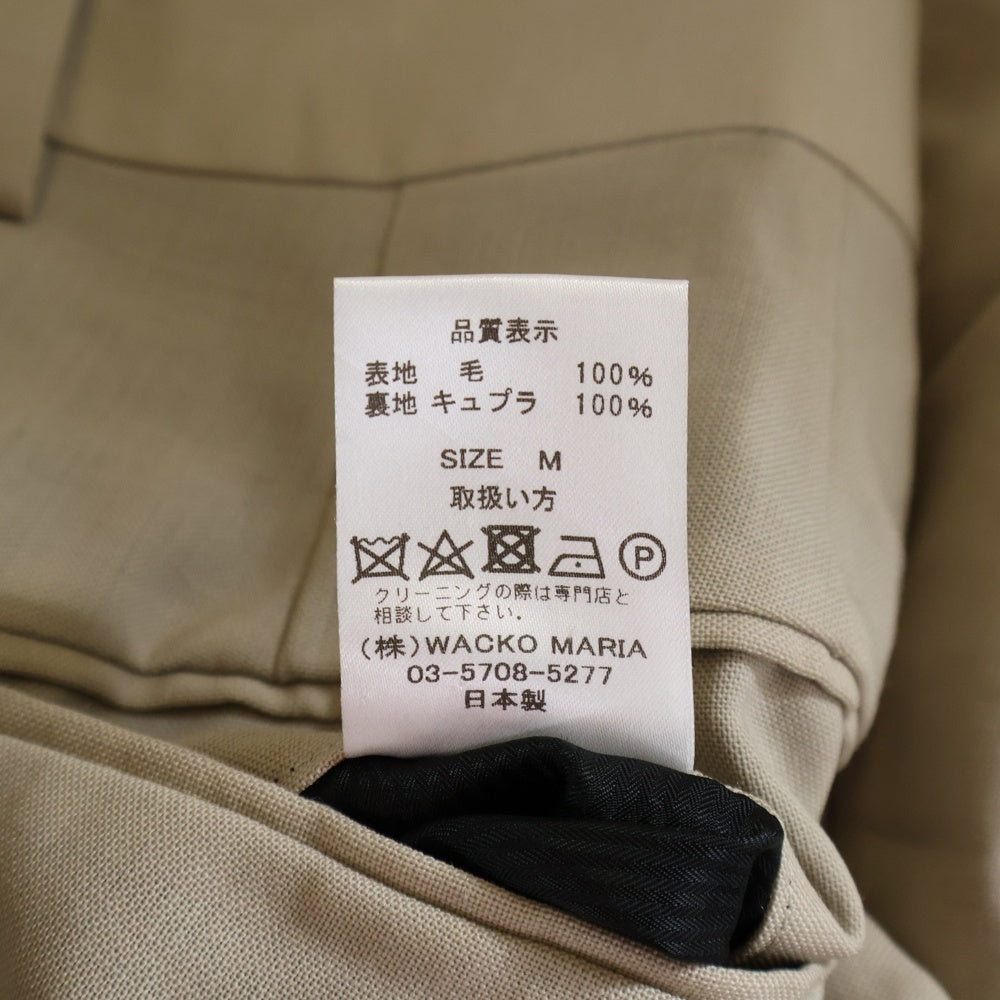 品質表示
表地 毛 100%
裏地 キュプラ 100%
SIZE M
取扱い方
P
クリーニングの際は専門店と
相談して下さい.
(株)WACKO MARIA
03-5708-5277
日本製